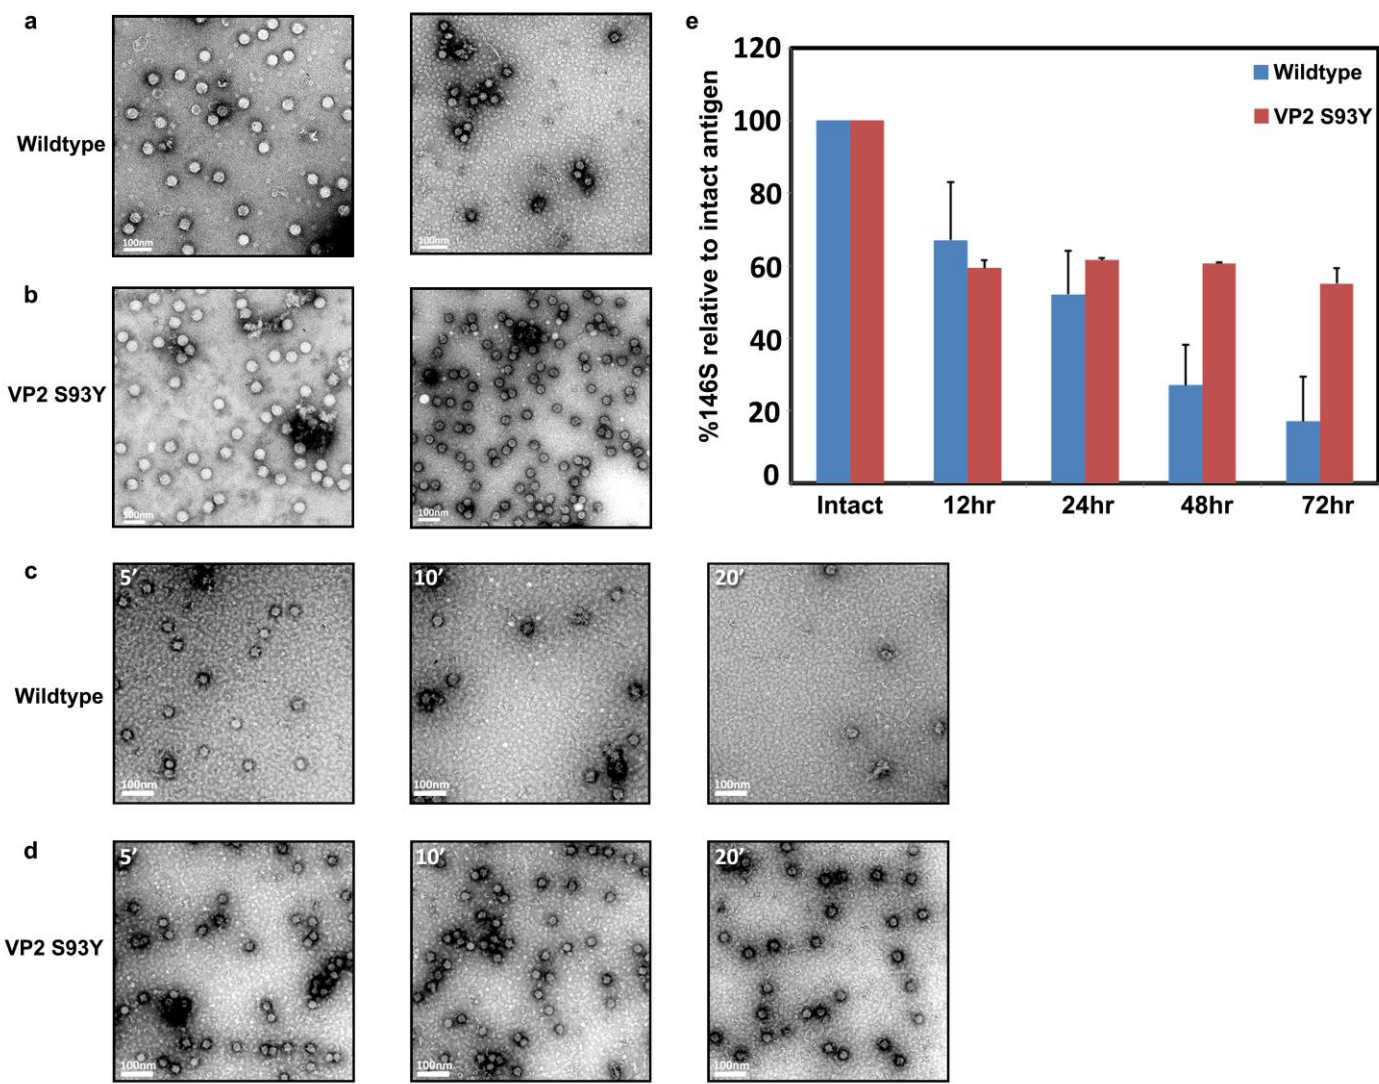 a
Wildtype
100nm
100nm
b
VP2 S93Y
100nm
100nm
c
Wildtype
5'
100nm
10'
100nm
20'
100nm
d
VP2 S93Y
5'
100nm
10'
100nm
20'
100nm
e
%146S relative to intact antigen
120
100
80
60
40
20
0
Wildtype
VP2 S93Y
Intact 12hr 24hr 48hr 72hr